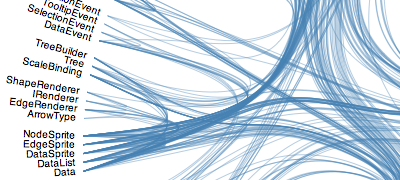 TooltipEvent
SelectionEvent
DataEvent
TreeBuilder
Tree
ScaleBinding
ShapeRenderer
IRenderer
EdgeRenderer
ArrowType
NodeSprite
EdgeSprite
DataSprite
DataList
Data